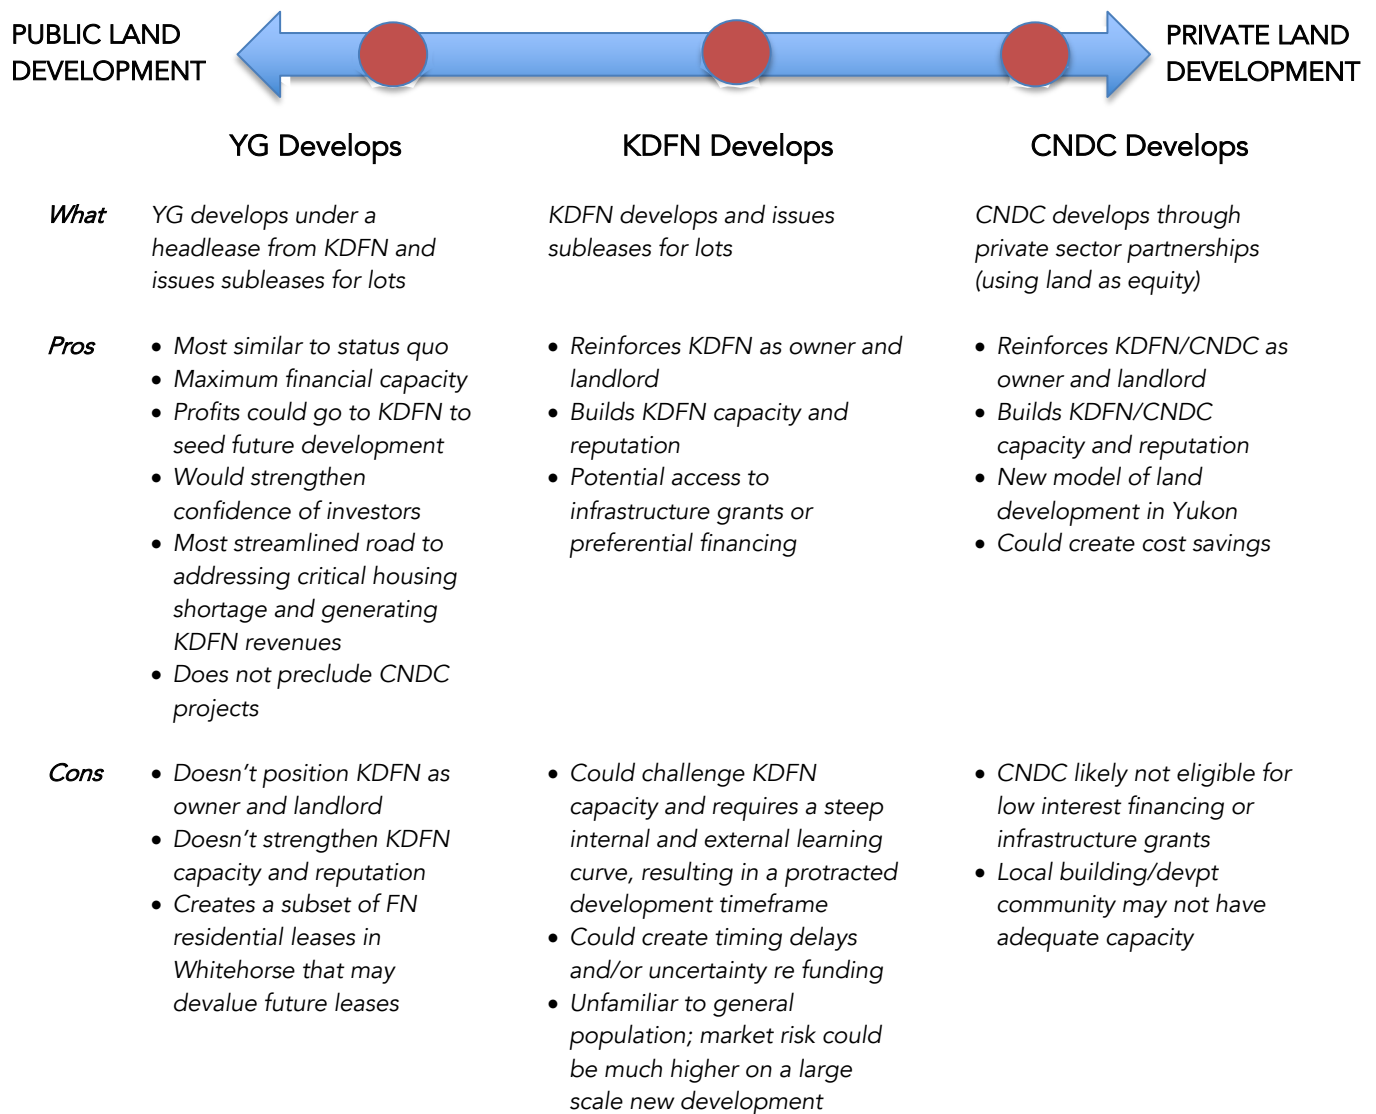 PUBLIC LAND
DEVELOPMENT
PRIVATE LAND
DEVELOPMENT
YG Develops
KDFN Develops
CNDC Develops
What
YG develops under a
headlease from KDFN and
issues subleases for lots
KDFN develops and issues
subleases for lots
CNDC develops through
private sector partnerships
(using land as equity)
Pros
• Most similar to status quo
• Maximum financial capacity
• Profits could go to KDFN to
seed future development
• Would strengthen
confidence of investors
• Most streamlined road to
addressing critical housing
shortage and generating
KDFN revenues
• Does not preclude CNDC
projects
• Reinforces KDFN as owner and
landlord
• Builds KDFN capacity and
reputation
• Potential access to
infrastructure grants or
preferential financing
• Reinforces KDFN/CNDC as
owner and landlord
• Builds KDFN/CNDC
capacity and reputation
• New model of land
development in Yukon
• Could create cost savings
Cons
• Doesn’t position KDFN as
owner and landlord
• Doesn’t strengthen KDFN
capacity and reputation
• Creates a subset of FN
residential leases in
Whitehorse that may
devalue future leases
• Could challenge KDFN
capacity and requires a steep
internal and external learning
curve, resulting in a protracted
development timeframe
• Could create timing delays
and/or uncertainty re funding
• Unfamiliar to general
population; market risk could
be much higher on a large
scale new development
• CNDC likely not eligible for
low interest financing or
infrastructure grants
• Local building/devpt
community may not have
adequate capacity